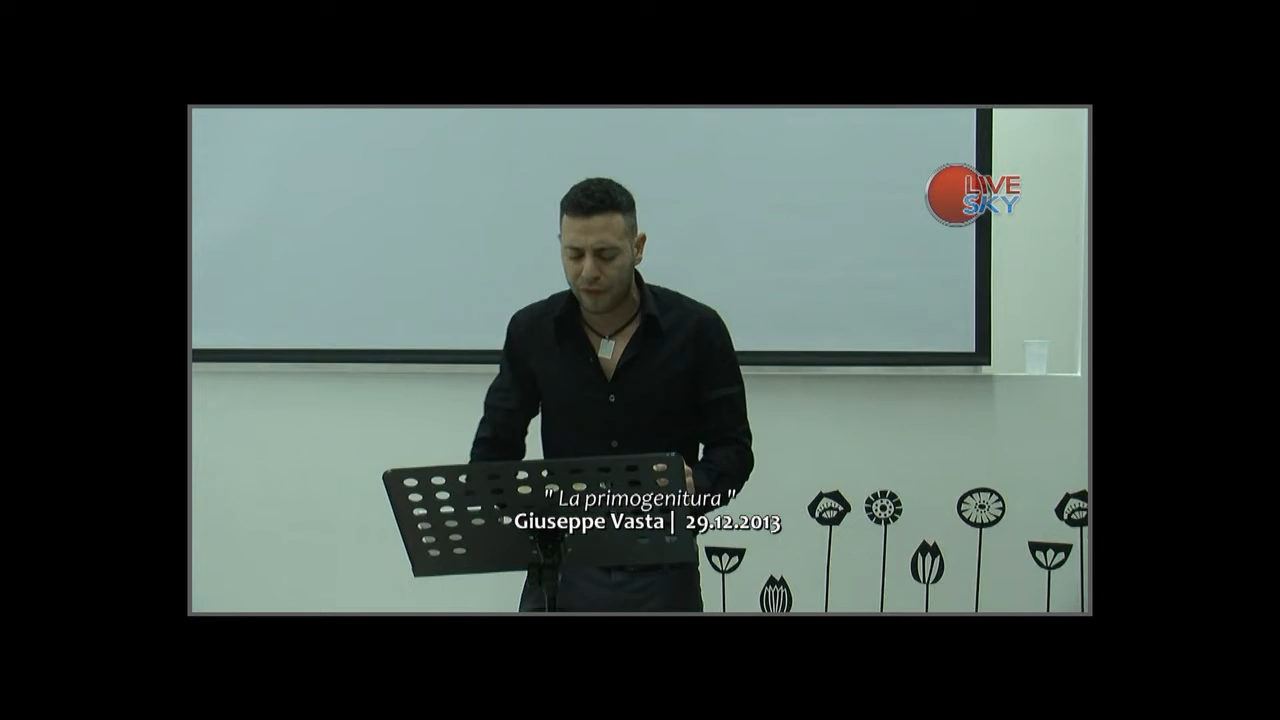 LIVE
SKY
" La primogenitura "
Giuseppe Vasta | 29.12.2013